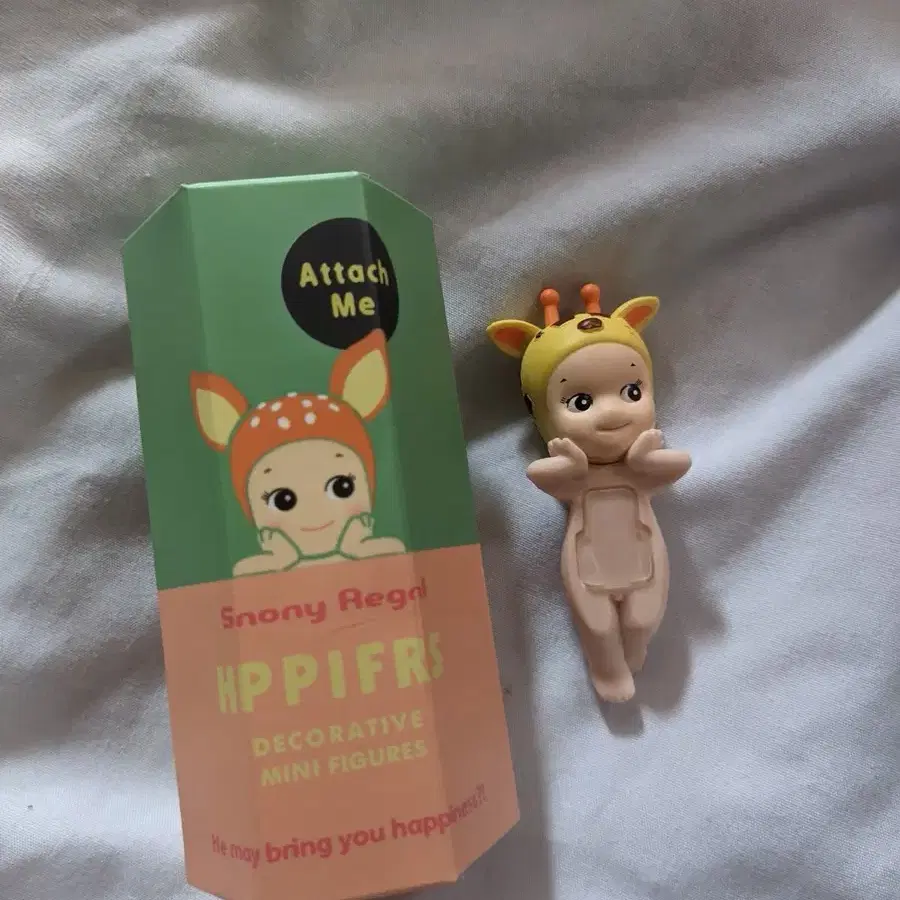 Attach
Me
Snony Regal
HPPIFRS
DECORATIVE
MINI FIGURES
He may bring you happiness?!